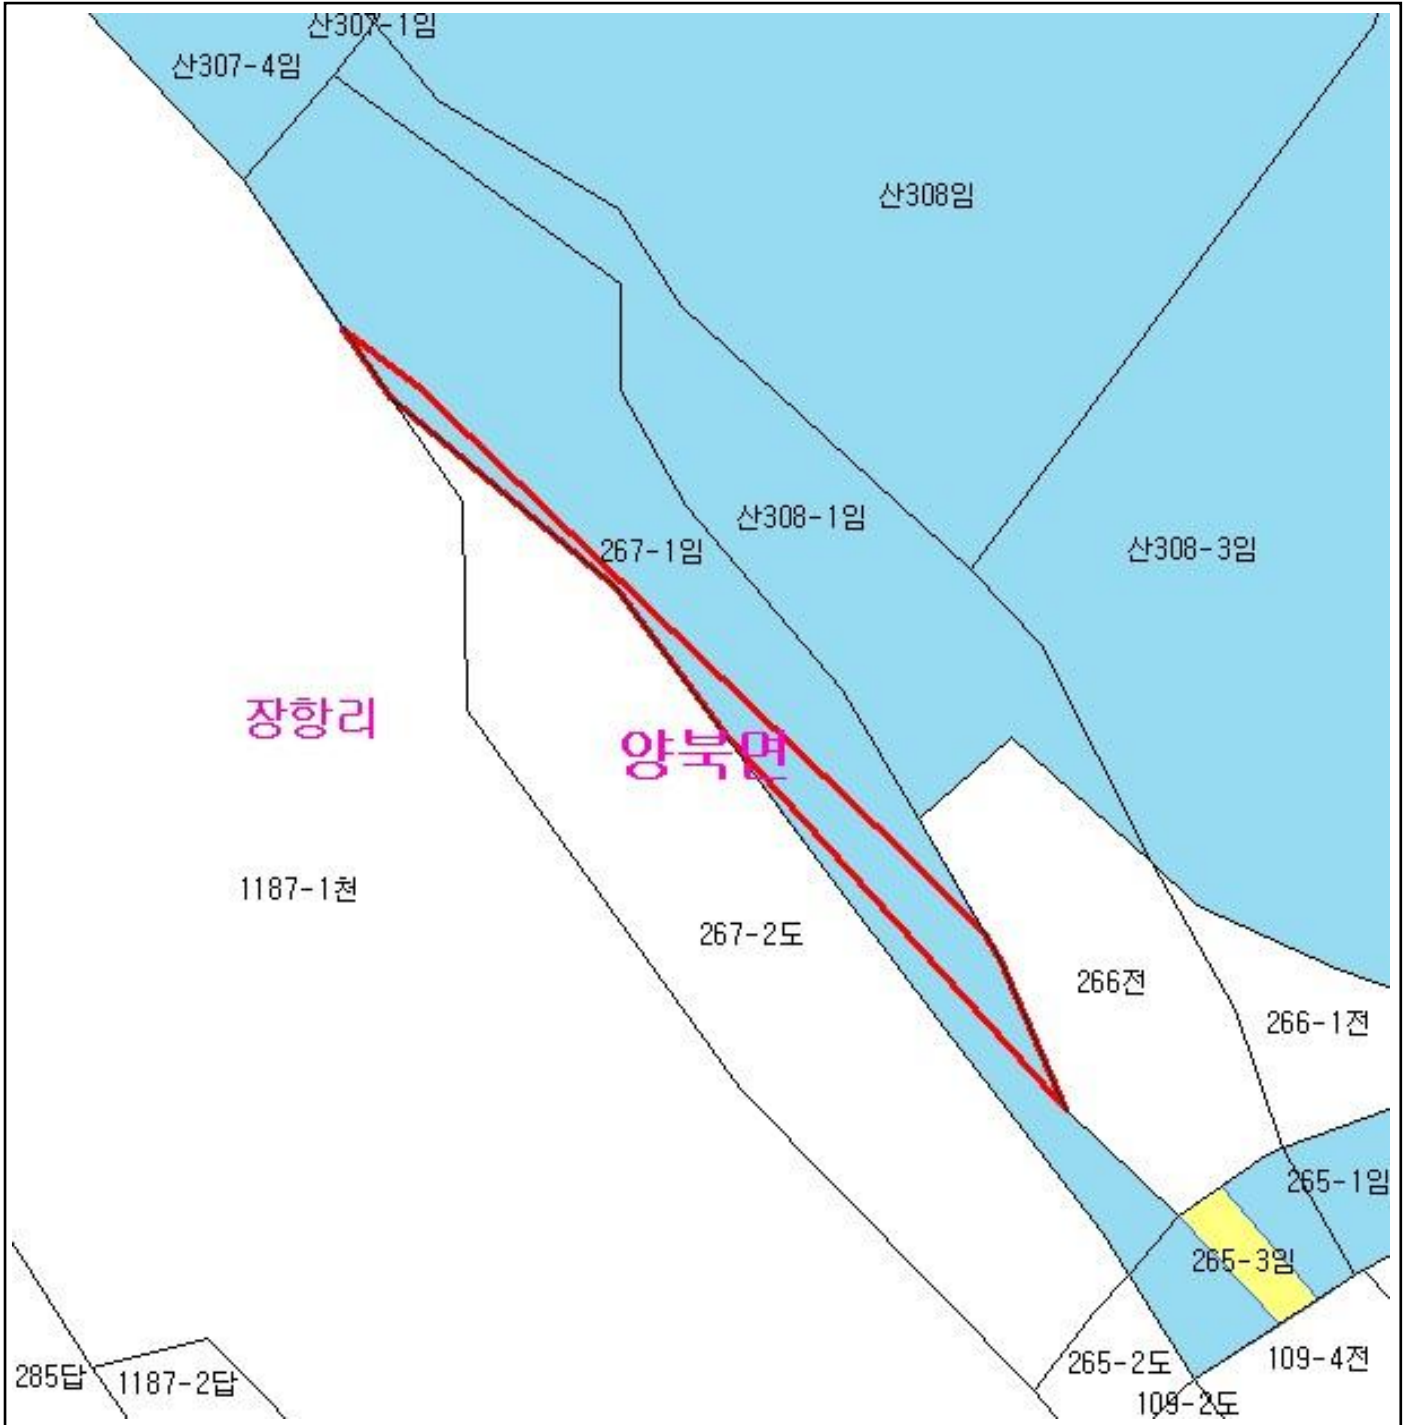 산307-1임
산307-4임
산308임
산308-1임
267-1임
산308-3임
장항리
양북면
1187-1천
267-2도
266전
266-1전
265-1임
265-3임
265-2도
109-4전
285답
1187-2답
109-2도